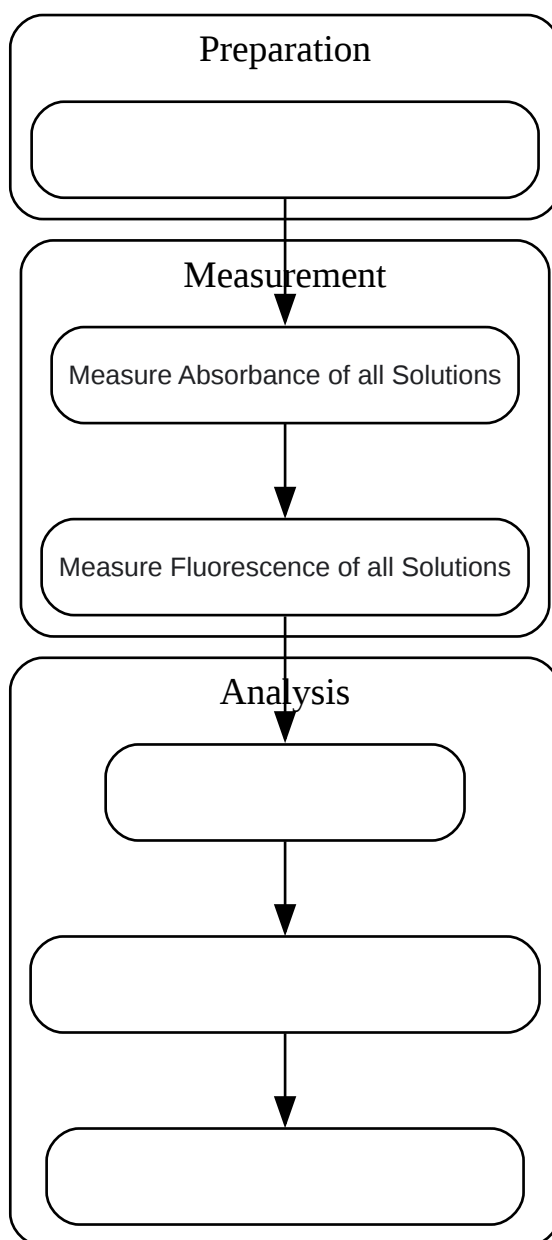 Preparation
Measurement
Measure Absorbance of all Solutions
Measure Fluorescence of all Solutions
Analysis